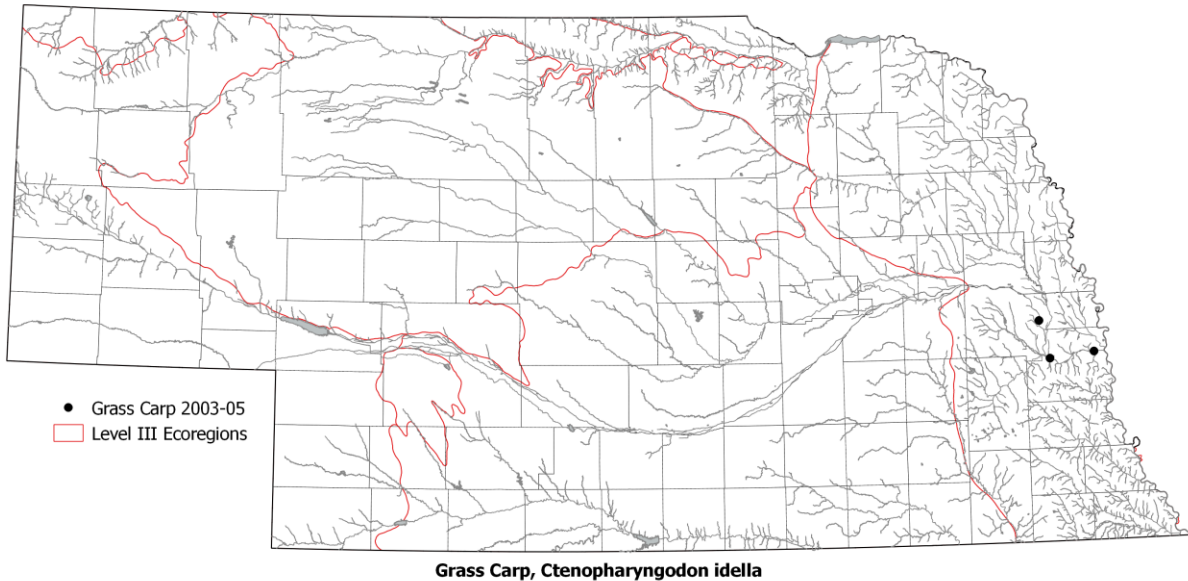 Grass Carp 2003-05
Level III Ecoregions
Grass Carp, Ctenopharyngodon idella